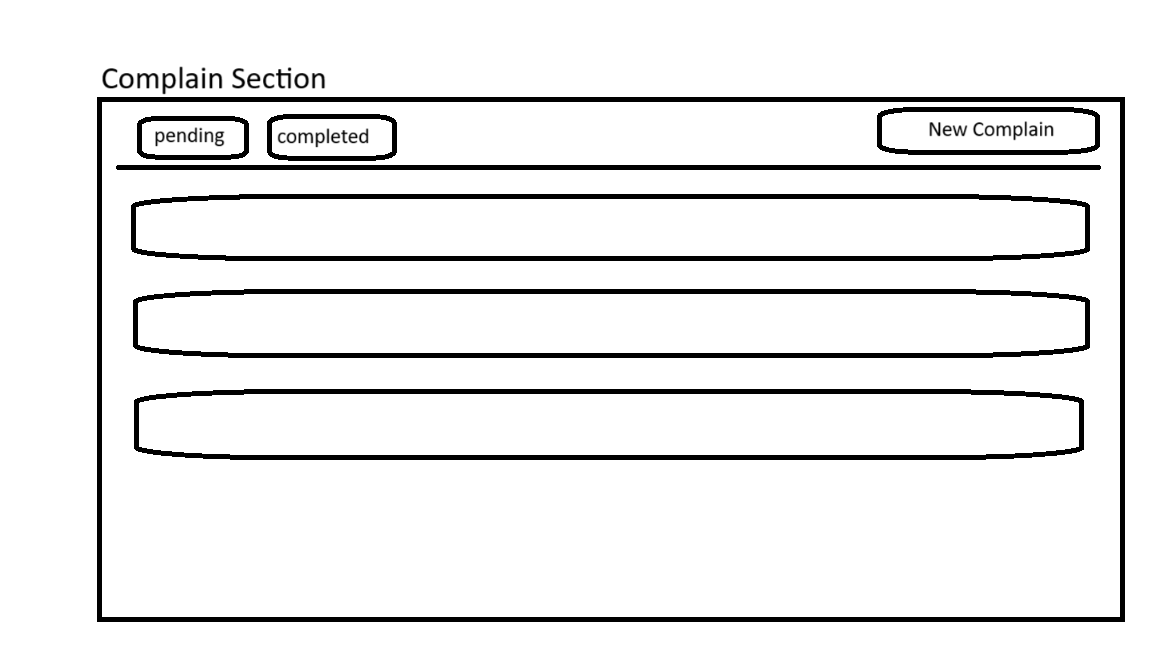 Complain Section
pending
completed
New Complain